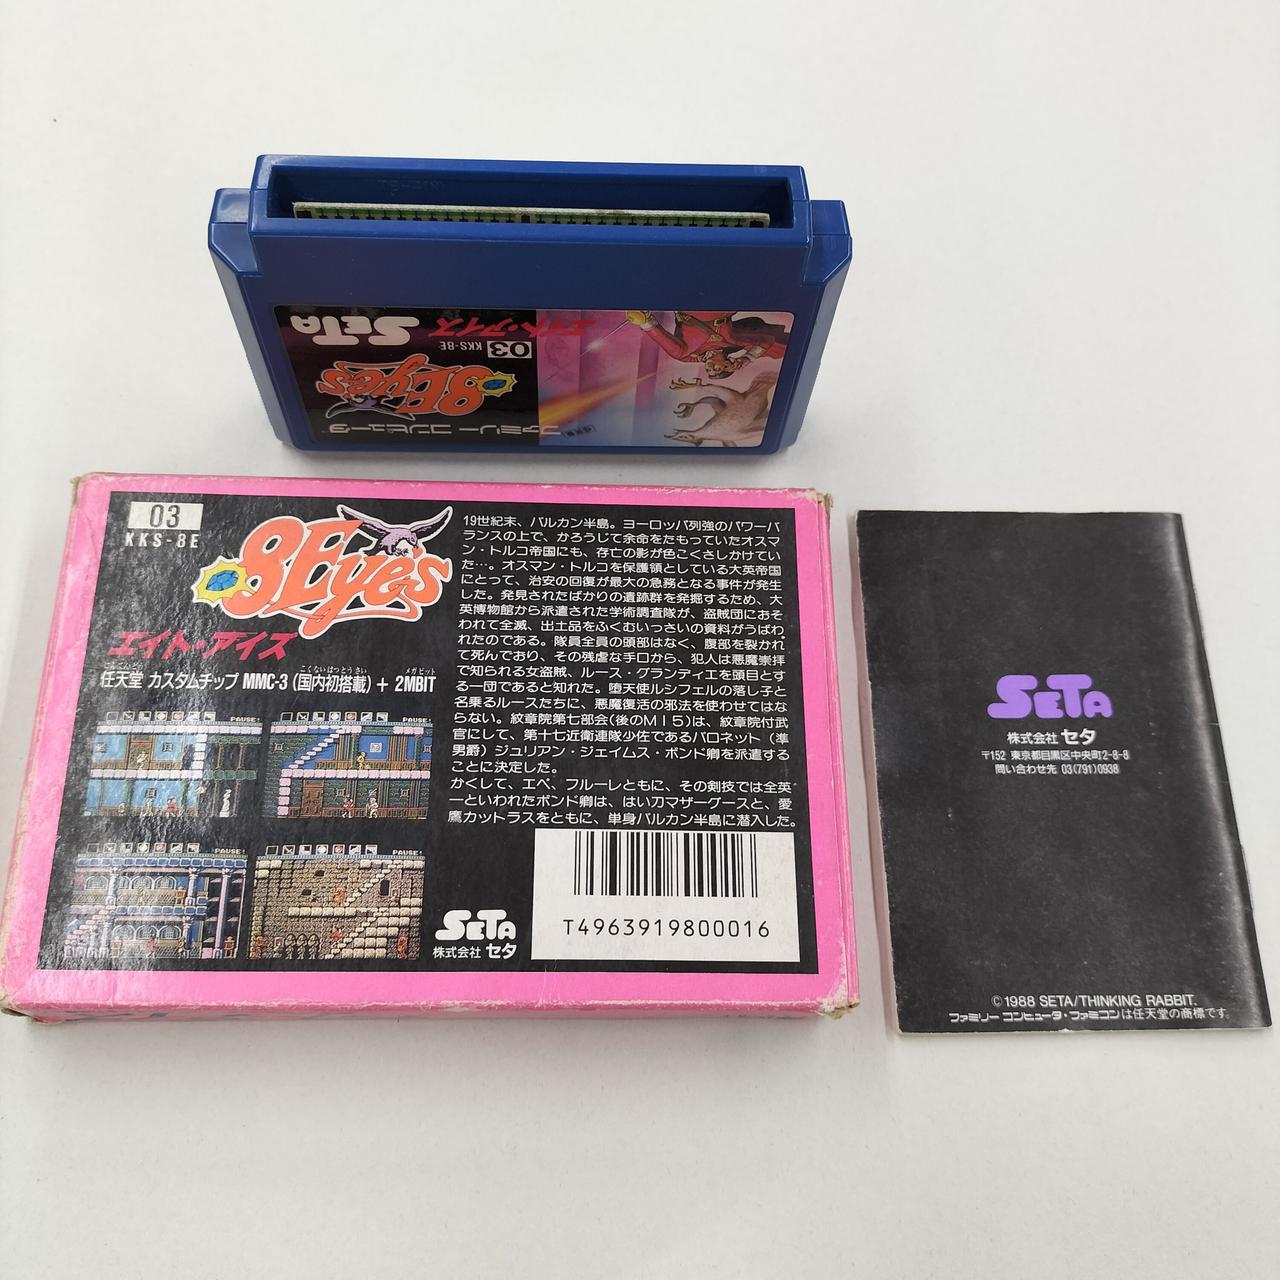 ファミリー コンピュータ
8Eyes
03
KKS-8E
エイト・アイズ
SETA
03
KKS-8E
8Eyes
エイト・アイズ
にんてんどう
こくないはつとうさい
メガビット
任天堂 カスタムチップ MMC-3 (国内初搭載) + 2MBIT
PAUSE
PAUSE
PAUSE
PAUSE
19世紀末、バルカン半島。ヨーロッパ列強のパワーバ
ランスの上で、かろうじて余命をたもっていたオスマ
ン・トルコ帝国にも、存亡の影が色こくさしかけてい
た…。オスマン・トルコを保護領としている大英帝国
にとって、治安の回復が最大の急務となる事件が発生
した。発見されたばかりの遺跡群を発掘するため、大
英博物館から派遣された学術調査隊が、盗賊団におそ
われて全滅、出土品をふくむいっさいの資料がうばわ
れたのである。隊員全員の頭部はなく、腹部を裂かれ
て死んでおり、その残虐な手口から、犯人は悪魔崇拝
で知られる女盗賊、ルース・グランティエを頭目とす
る一団であると知れた。堕天使ルシフェルの落し子と
名乗るルースたちに、悪魔復活の邪法を使わせてはな
らない。紋章院第七部会(後のＭＩ５)は、紋章院付武
官にして、第十七近衛連隊少佐であるバロネット（準
男爵）ジュリアン・ジェイムス・ボンド卿を派遣する
ことに決定した。
かくして、エペ、フルーレともに、その剣技では全英
一といわれたボンド卿は、はい刀マザーグースと、愛
鷹カットラスをともに、単身バルカン半島に潜入した。
SETA
株式会社 セタ
T4963919800016
SETA
株式会社 セタ
〒152 東京都目黒区中央町2-8-8
問い合わせ先 03(791)0938
©1988 SETA/THINKING RABBIT.
ファミリー コンピュータ・ファミコンは任天堂の商標です。